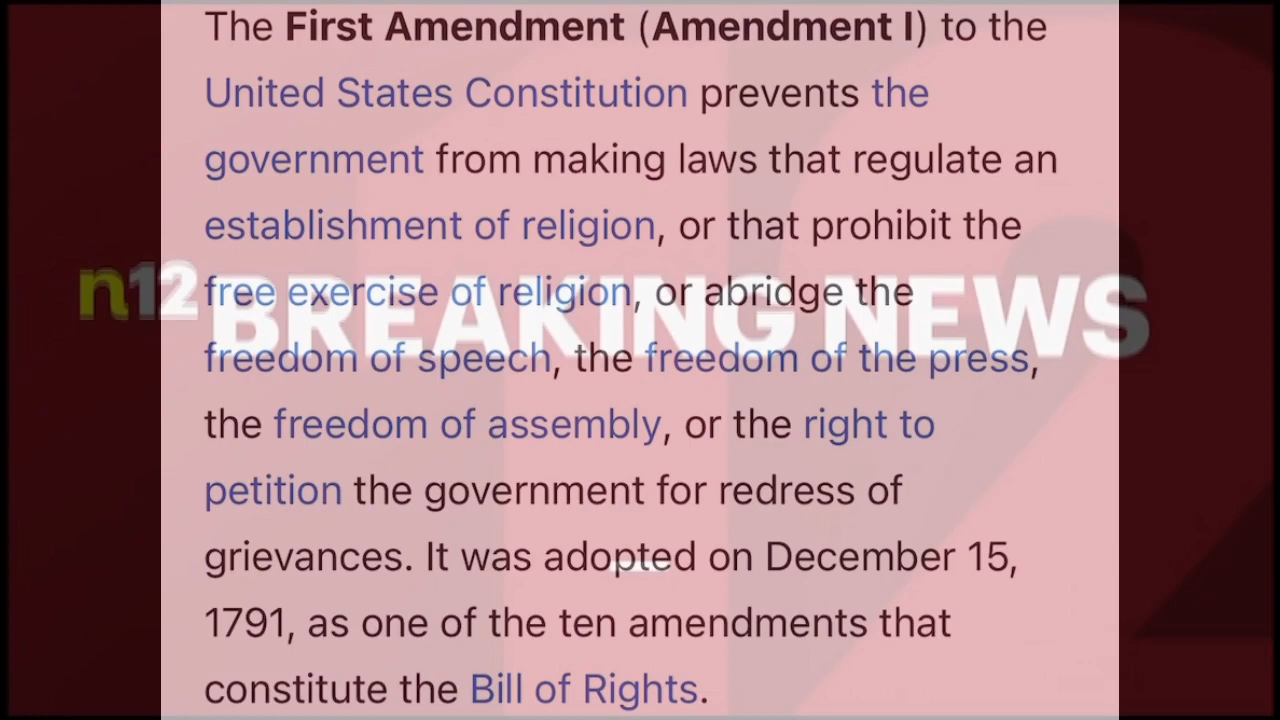 The First Amendment (Amendment I) to the
United States Constitution prevents the
government from making laws that regulate an
establishment of religion, or that prohibit the
free exercise of religion, or abridge the
n12 BREAKING NEWS
freedom of speech, the freedom of the press,
the freedom of assembly, or the right to
petition the government for redress of
grievances. It was adopted on December 15,
1791, as one of the ten amendments that
constitute the Bill of Rights.